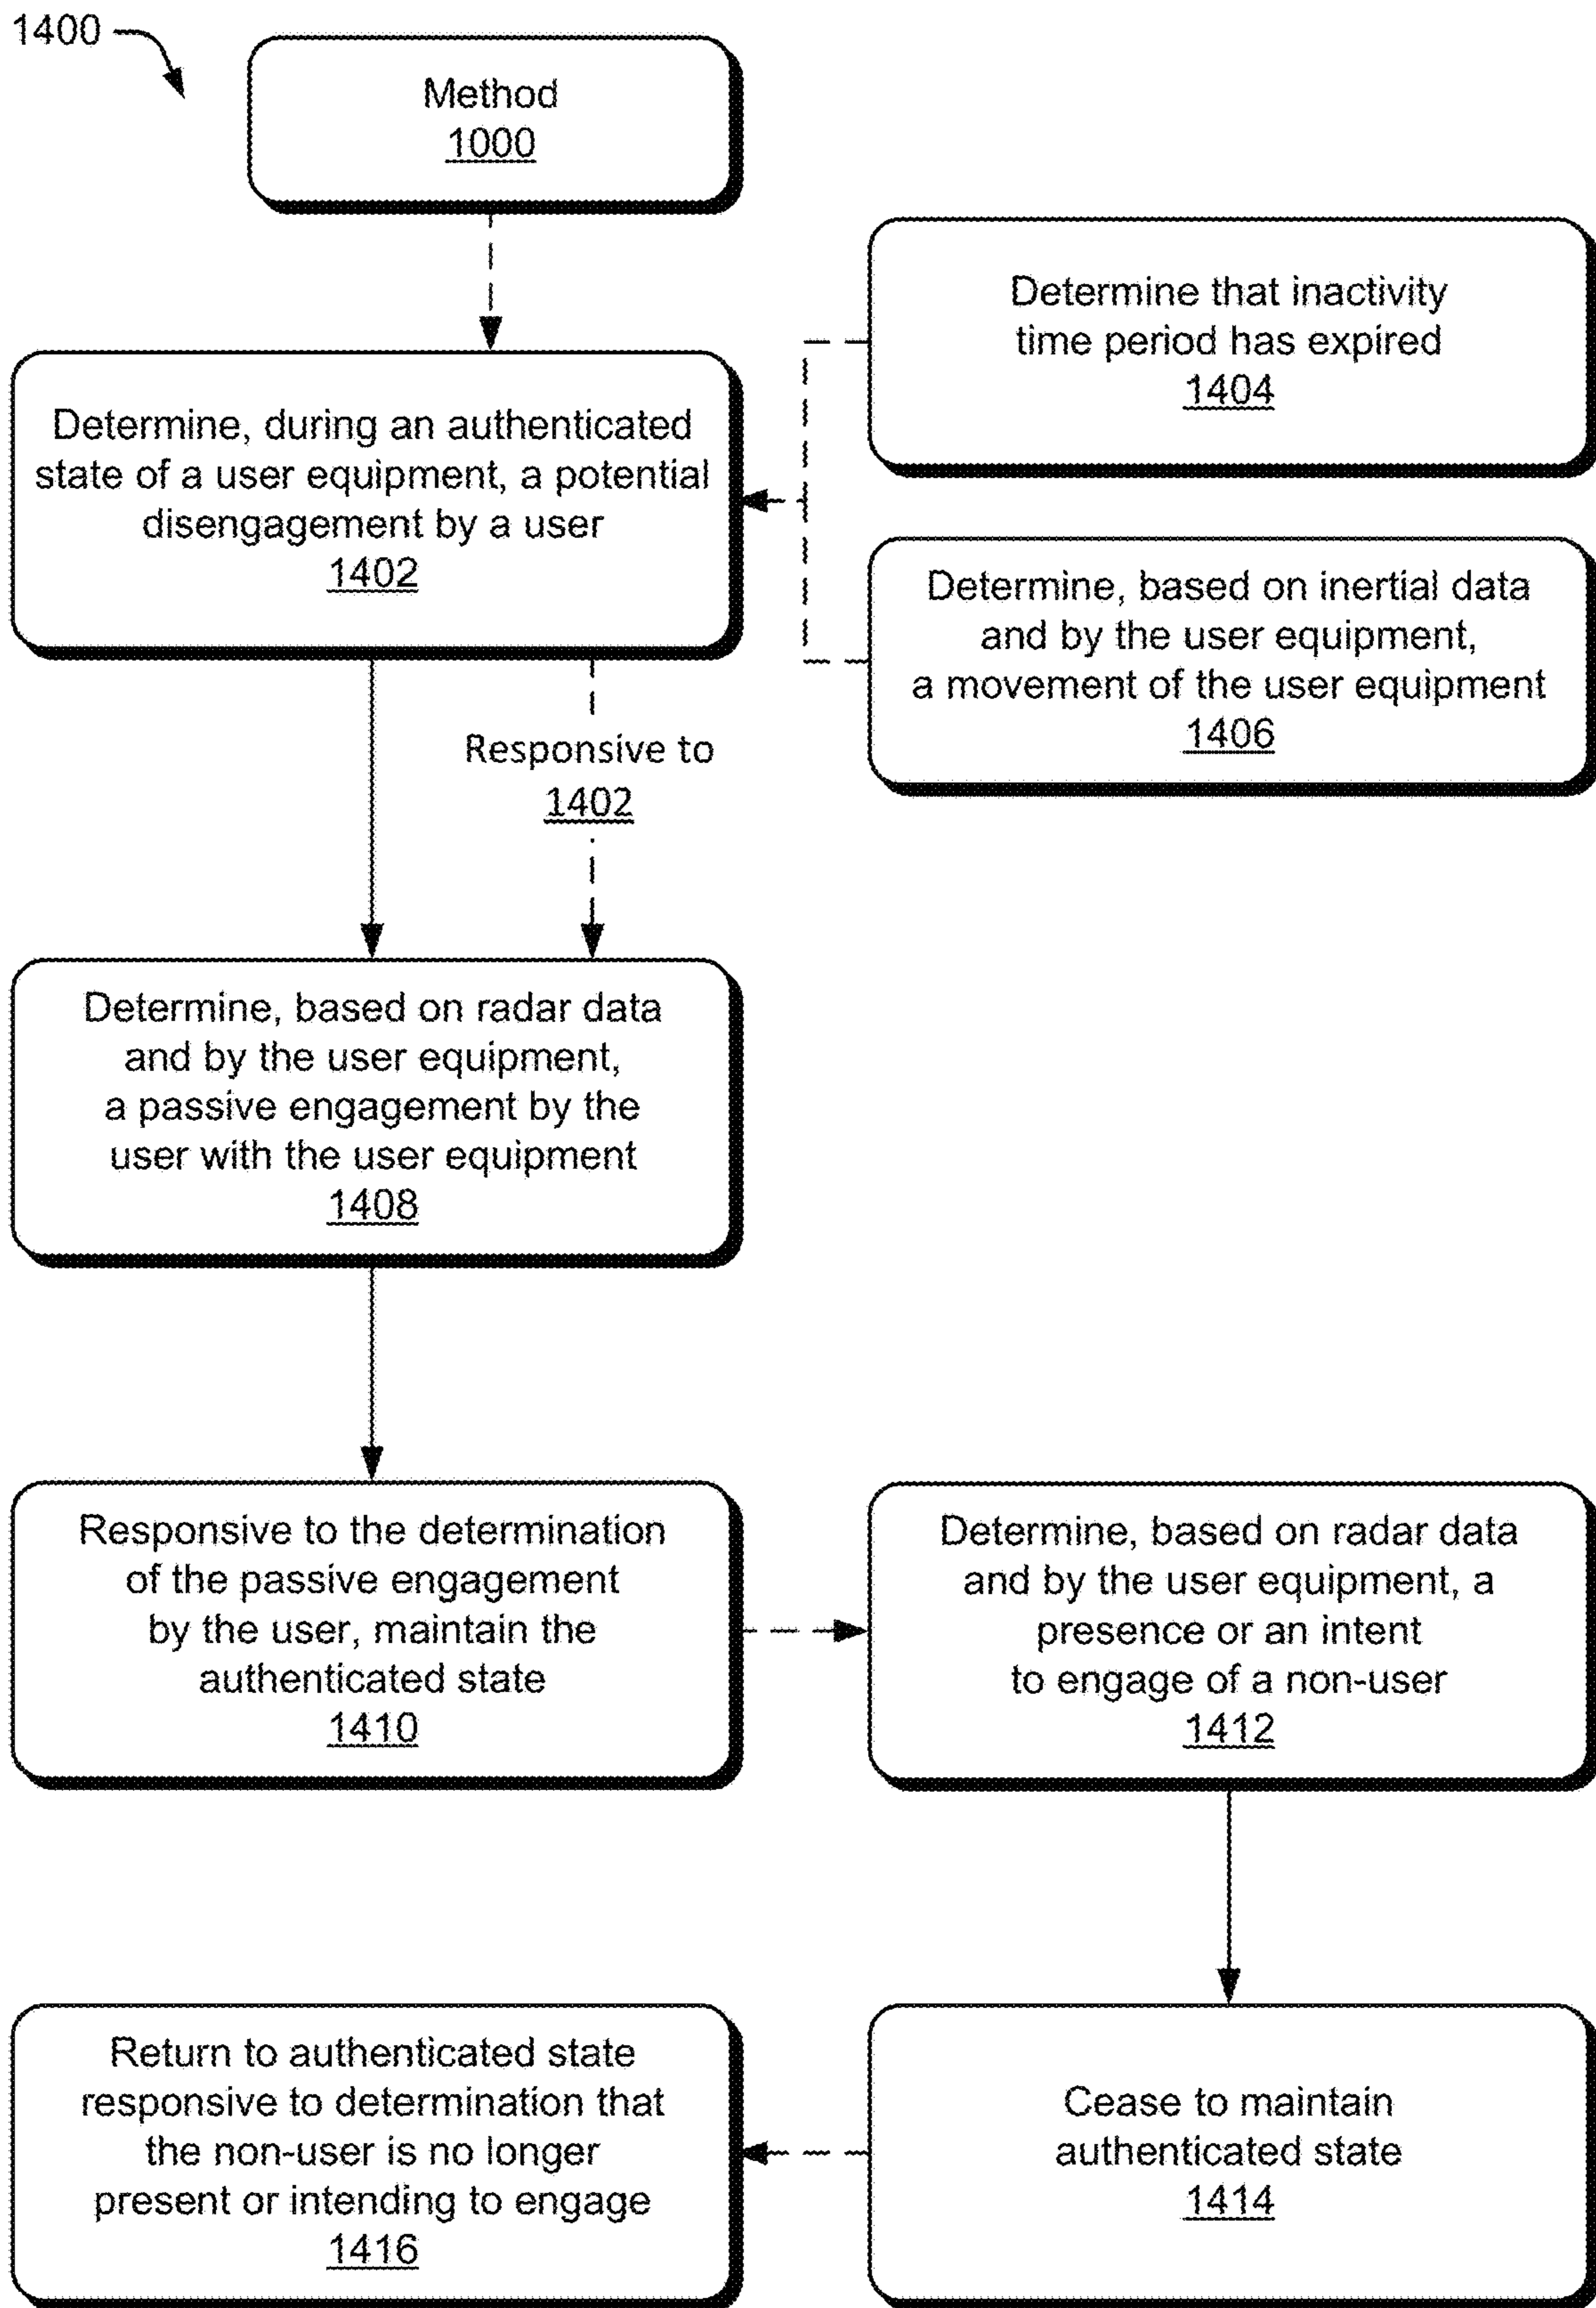 1400
Method
1000
Determine that inactivity
time period has expired
1404
Determine, during an authenticated
state of a user equipment, a potential
disengagement by a user
1402
Determine, based on inertial data
and by the user equipment,
a movement of the user equipment
1406
Responsive to
1402
Determine, based on radar data
and by the user equipment,
a passive engagement by the
user with the user equipment
1408
Responsive to the determination
of the passive engagement
by the user, maintain the
authenticated state
1410
Determine, based on radar data
and by the user equipment, a
presence or an intent
to engage of a non-user
1412
Cease to maintain
authenticated state
1414
Return to authenticated state
responsive to determination that
the non-user is no longer
present or intending to engage
1416